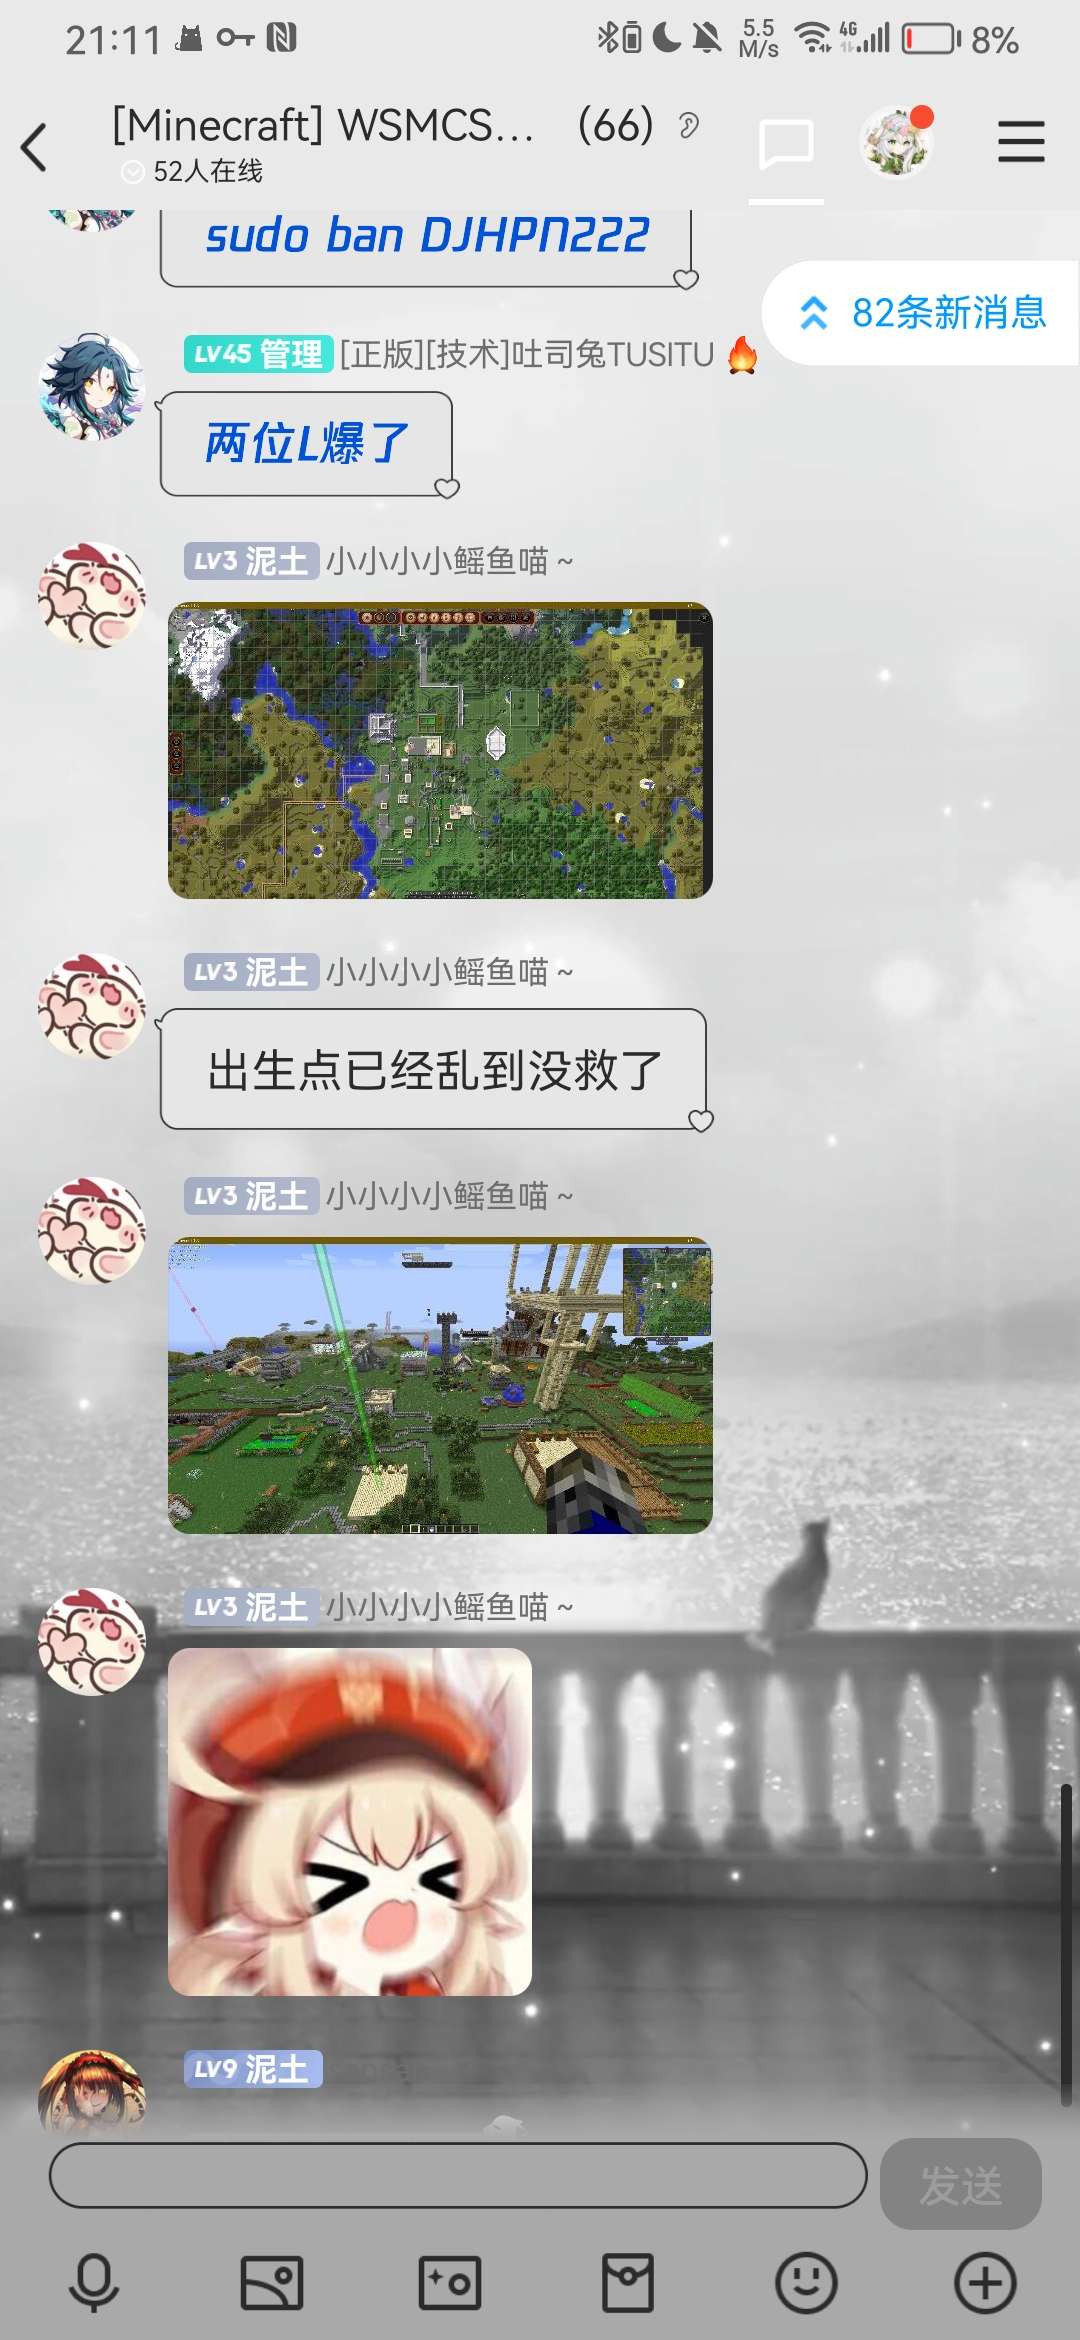 21:11
5.5
M/s
4G
8%
[Minecraft] WSMCS... (66)
52人在线
sudo ban DJHPN222
82条新消息
LV45 管理 [正版][技术]吐司兔TUSITU 🔥
两位L爆了
LV3 泥土 小小小小鳐鱼喵 ~
LV3 泥土 小小小小鳐鱼喵 ~
出生点已经乱到没救了
LV3 泥土 小小小小鳐鱼喵 ~
LV3 泥土 小小小小鳐鱼喵 ~
LV9 泥土
发送